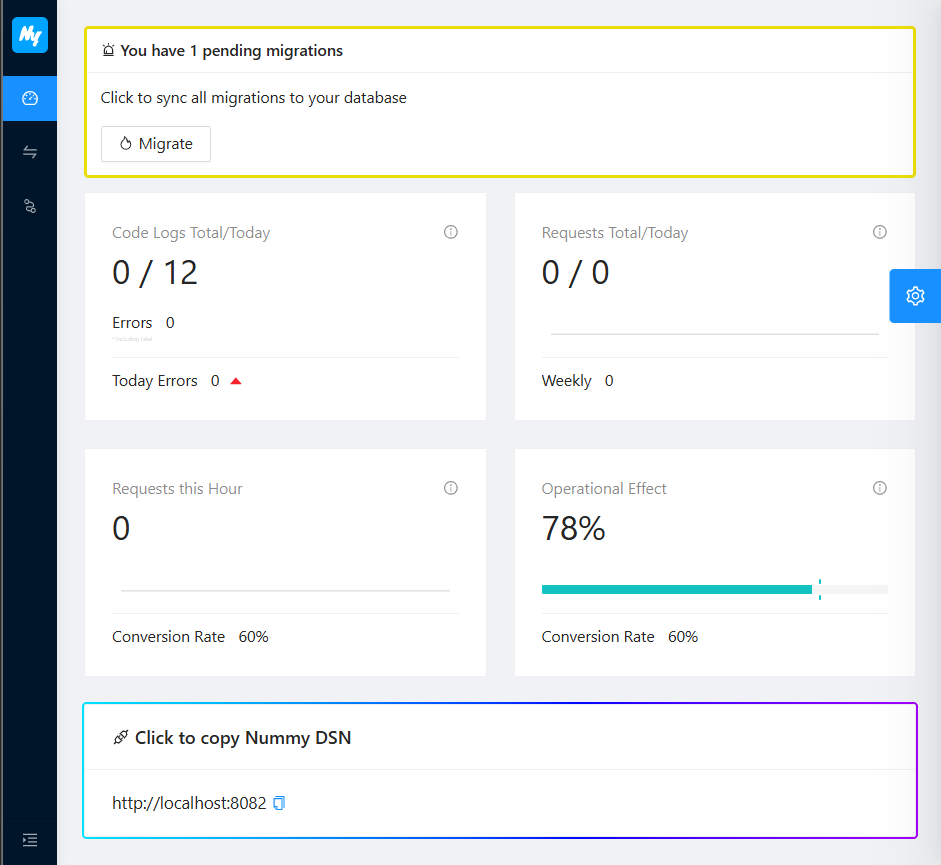 Ny
You have 1 pending migrations
Click to sync all migrations to your database
Migrate
Code Logs Total/Today
0 / 12
Errors 0
* Including fatal
Today Errors 0
Requests Total/Today
0 / 0
Weekly 0
Requests this Hour
0
Conversion Rate 60%
Operational Effect
78%
Conversion Rate 60%
Click to copy Nummy DSN
http://localhost:8082